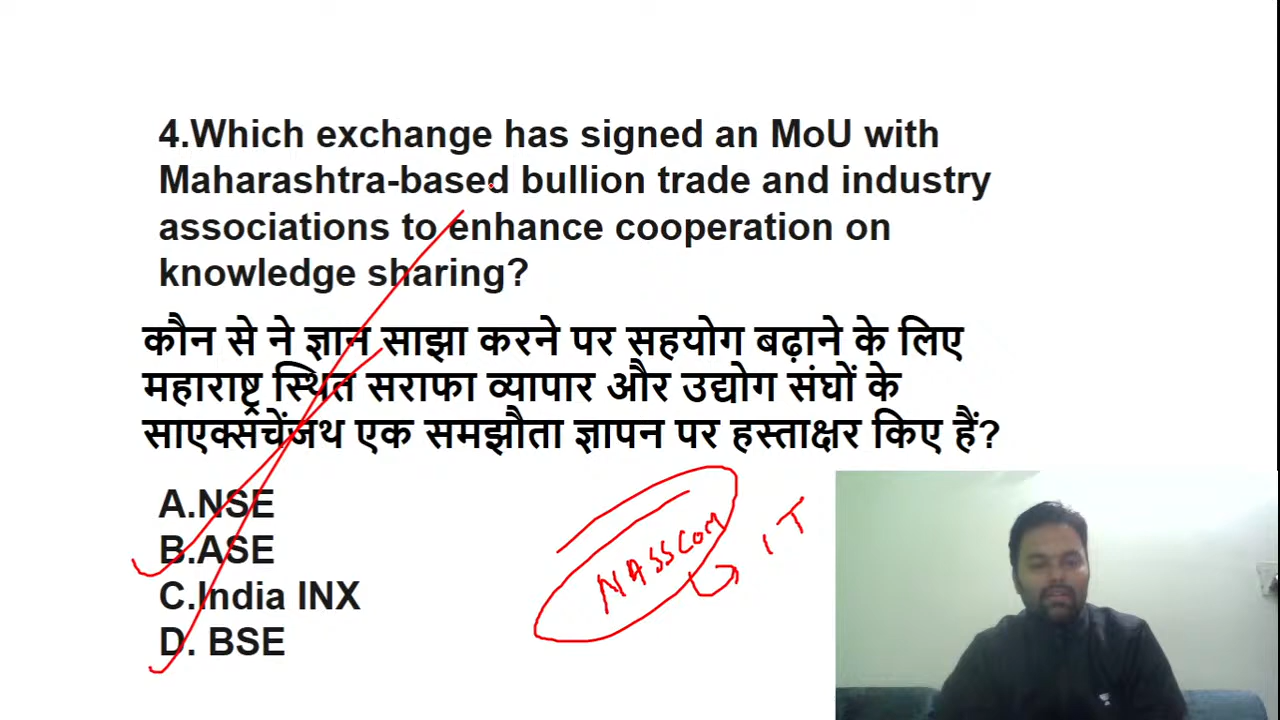 4.Which exchange has signed an MoU with
Maharashtra-based bullion trade and industry
associations to enhance cooperation on
knowledge sharing?
कौन से ने ज्ञान साझा करने पर सहयोग बढ़ाने के लिए
महाराष्ट्र स्थित सराफा व्यापार और उद्योग संघों के
साएक्सचेंजथ एक समझौता ज्ञापन पर हस्ताक्षर किए हैं?
A.NSE
B.ASE
C.India INX
D. BSE
NASSCOM
IT